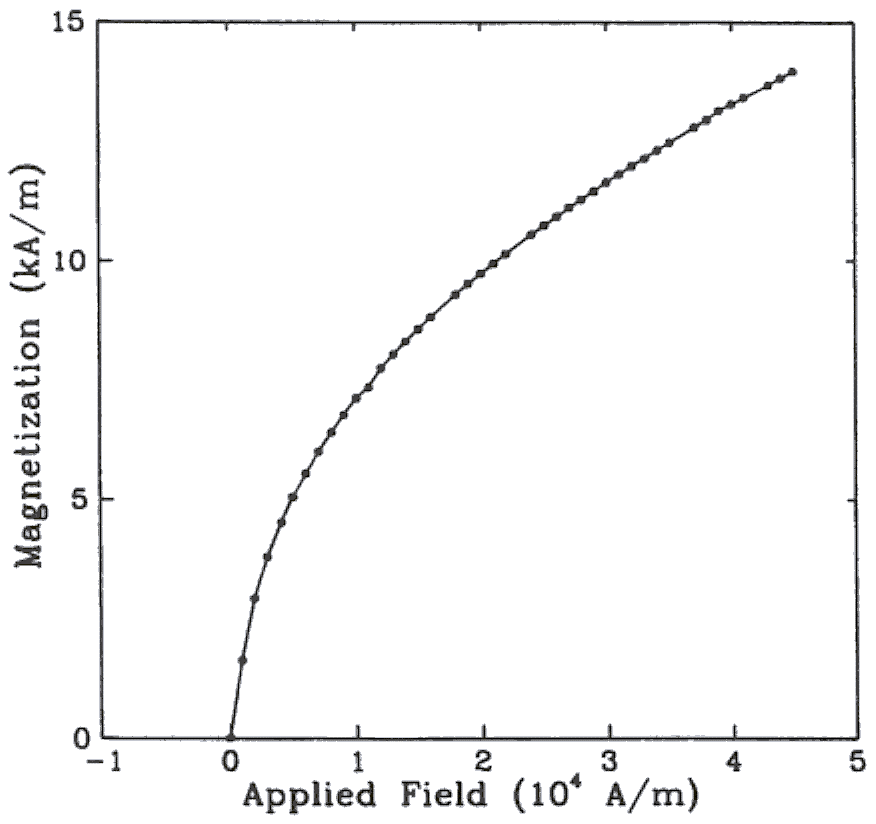 15
10
5
0
Magnetization (kA/m)
-1 0 1 2 3 4 5
Applied Field (10⁴ A/m)